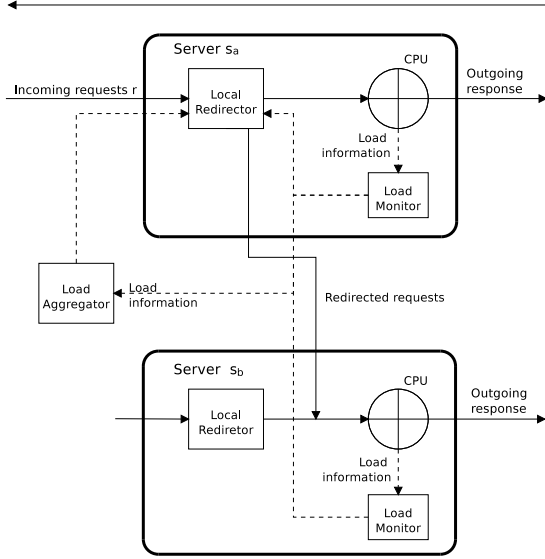 Server sa
CPU
Incoming requests r
Local
Redirector
Outgoing
response
Load
information
Load
Monitor
Load
Aggregator
Load
information
Redirected requests
Server sb
CPU
Local
Rediretor
Outgoing
response
Load
information
Load
Monitor